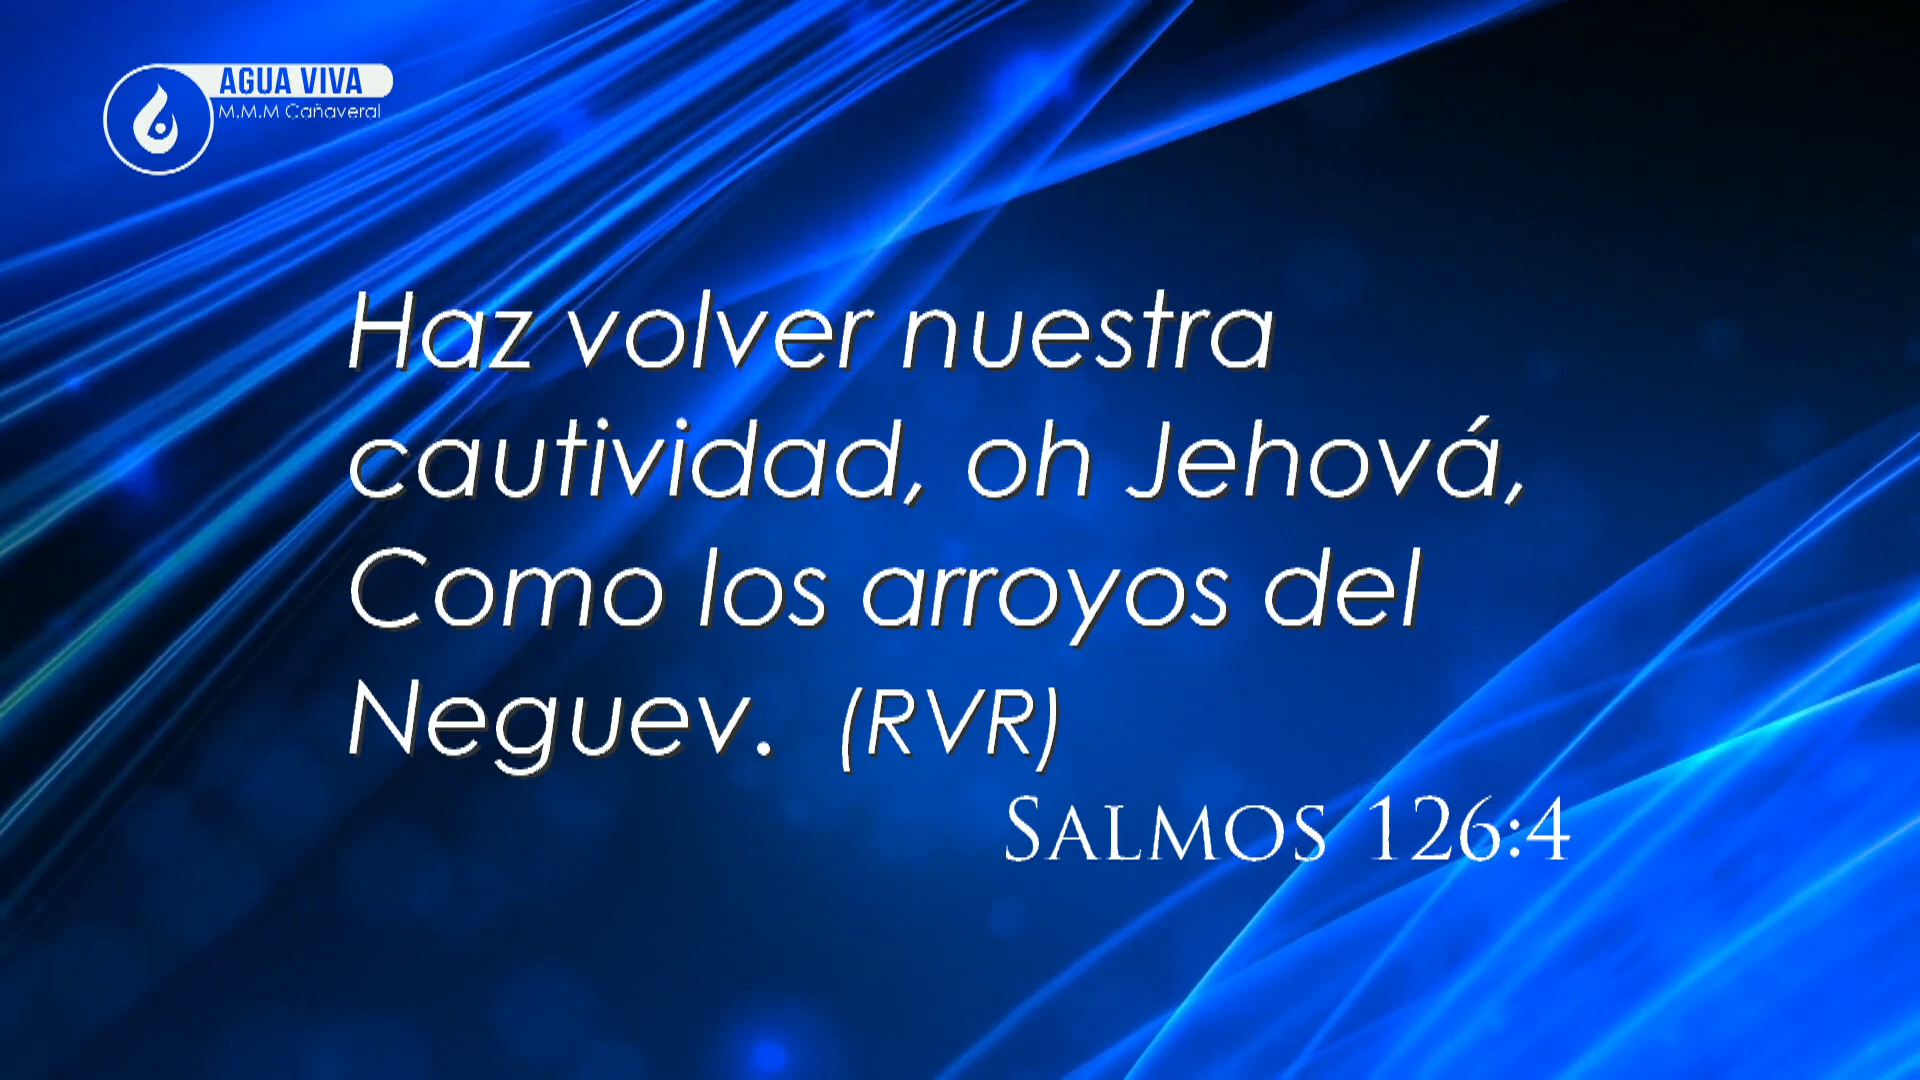 AGUA VIVA
M.M.M Cañaveral
Haz volver nuestra
cautividad, oh Jehová,
Como los arroyos del
Neguev. (RVR)
SALMOS 126:4